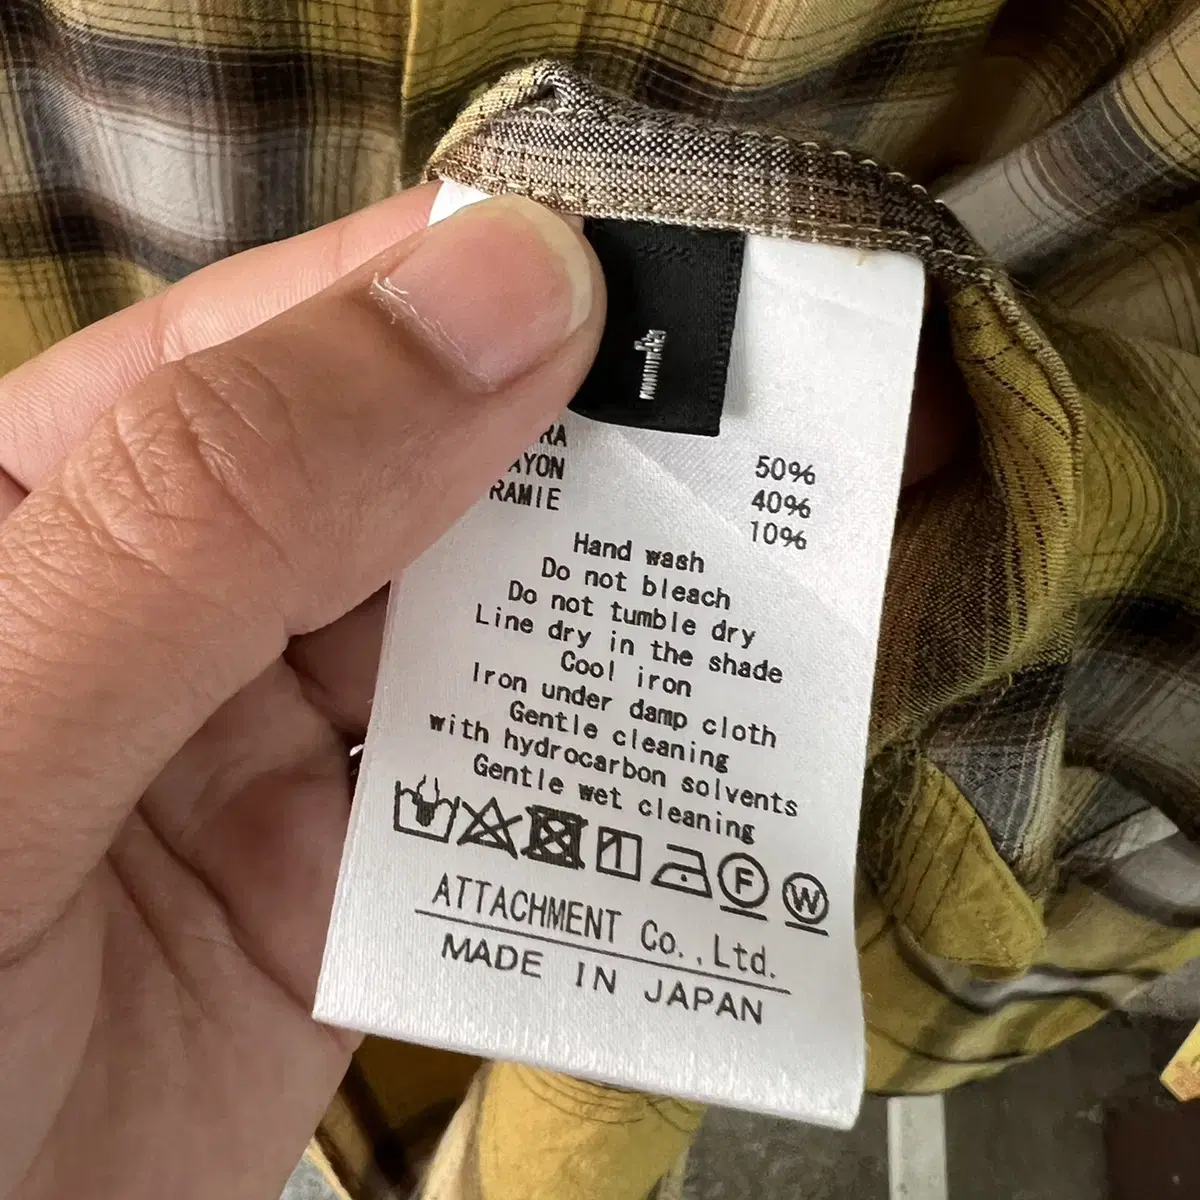 1
50%
40%
RAMIE 10%
Hand wash
Do not bleach
Do not tumble dry
Line dry in the shade
Cool iron
Iron under damp cloth
Gentle cleaning
with hydrocarbon solvents
Gentle wet cleaning
F W
ATTACHMENT Co.,Ltd.
MADE IN JAPAN